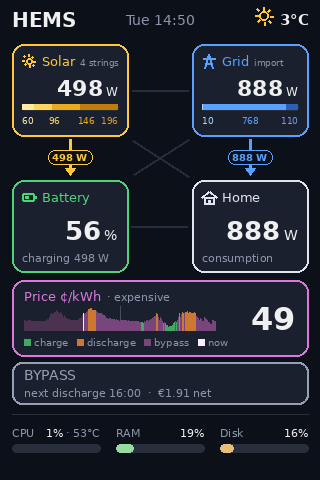 HEMS
Tue 14:50
3°C
Solar 4 strings
498 W
60 96 146 196
Grid import
888 W
10 768 110
498 W
888 W
Battery
56 %
charging 498 W
Home
888 W
consumption
Price ¢/kWh · expensive
49
charge discharge bypass now
BYPASS
next discharge 16:00 · €1.91 net
CPU 1% · 53°C
RAM 19%
Disk 16%